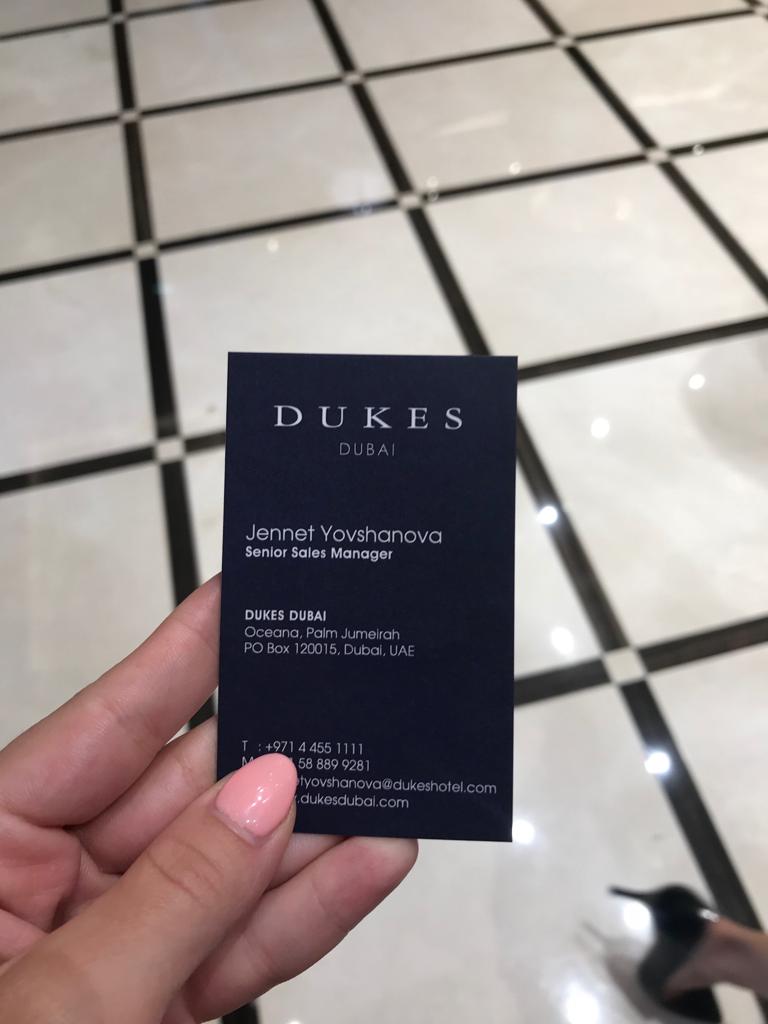 DUKES
DUBAI
Jennet Yovshanova
Senior Sales Manager
DUKES DUBAI
Oceana, Palm Jumeirah
PO Box 120015, Dubai, UAE
T : +971 4 455 1111
M 58 889 9281
etyovshanova@dukeshotel.com
.dukesdubai.com